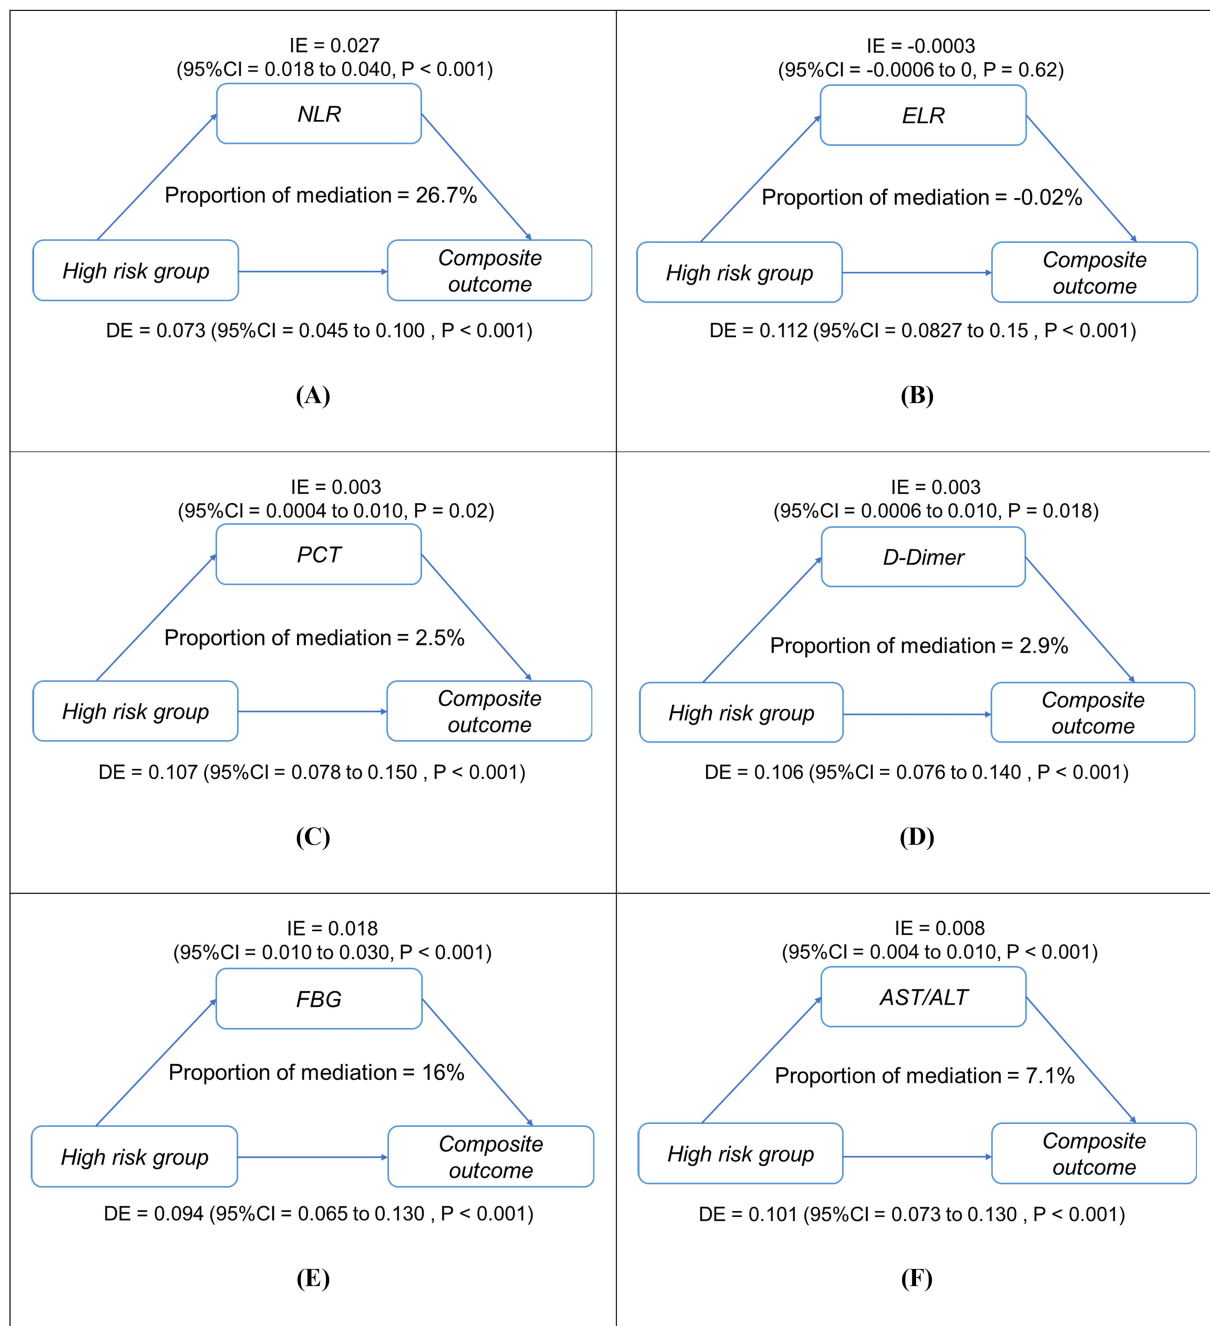 IE = 0.027
(95%CI = 0.018 to 0.040, P < 0.001)
NLR
Proportion of mediation = 26.7%
High risk group
Composite
outcome
DE = 0.073 (95%CI = 0.045 to 0.100 , P < 0.001)
(A)
IE = -0.0003
(95%CI = -0.0006 to 0, P = 0.62)
ELR
Proportion of mediation = -0.02%
High risk group
Composite
outcome
DE = 0.112 (95%CI = 0.0827 to 0.15 , P < 0.001)
(B)
IE = 0.003
(95%CI = 0.0004 to 0.010, P = 0.02)
PCT
Proportion of mediation = 2.5%
High risk group
Composite
outcome
DE = 0.107 (95%CI = 0.078 to 0.150 , P < 0.001)
(C)
IE = 0.003
(95%CI = 0.0006 to 0.010, P = 0.018)
D-Dimer
Proportion of mediation = 2.9%
High risk group
Composite
outcome
DE = 0.106 (95%CI = 0.076 to 0.140 , P < 0.001)
(D)
IE = 0.018
(95%CI = 0.010 to 0.030, P < 0.001)
FBG
Proportion of mediation = 16%
High risk group
Composite
outcome
DE = 0.094 (95%CI = 0.065 to 0.130 , P < 0.001)
(E)
IE = 0.008
(95%CI = 0.004 to 0.010, P < 0.001)
AST/ALT
Proportion of mediation = 7.1%
High risk group
Composite
outcome
DE = 0.101 (95%CI = 0.073 to 0.130 , P < 0.001)
(F)